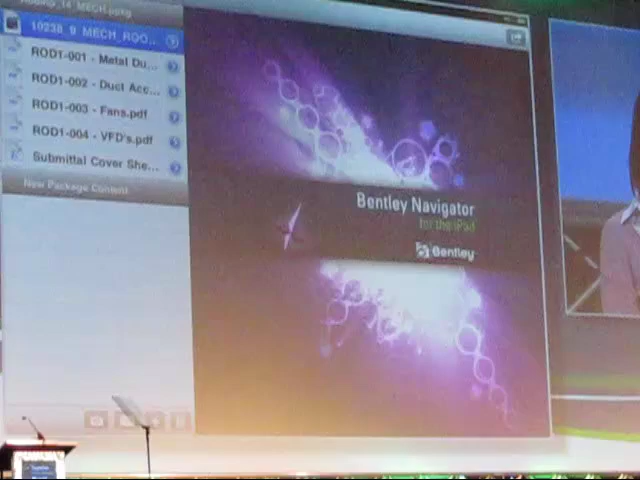 10238_9_MECH_ROO...
ROD1-001 - Metal Du...
ROD1-002 - Duct Acc...
ROD1-003 - Fans.pdf
ROD1-004 - VFD's.pdf
Submittal Cover She...
New Package Content
Bentley Navigator
for the iPad
Bentley